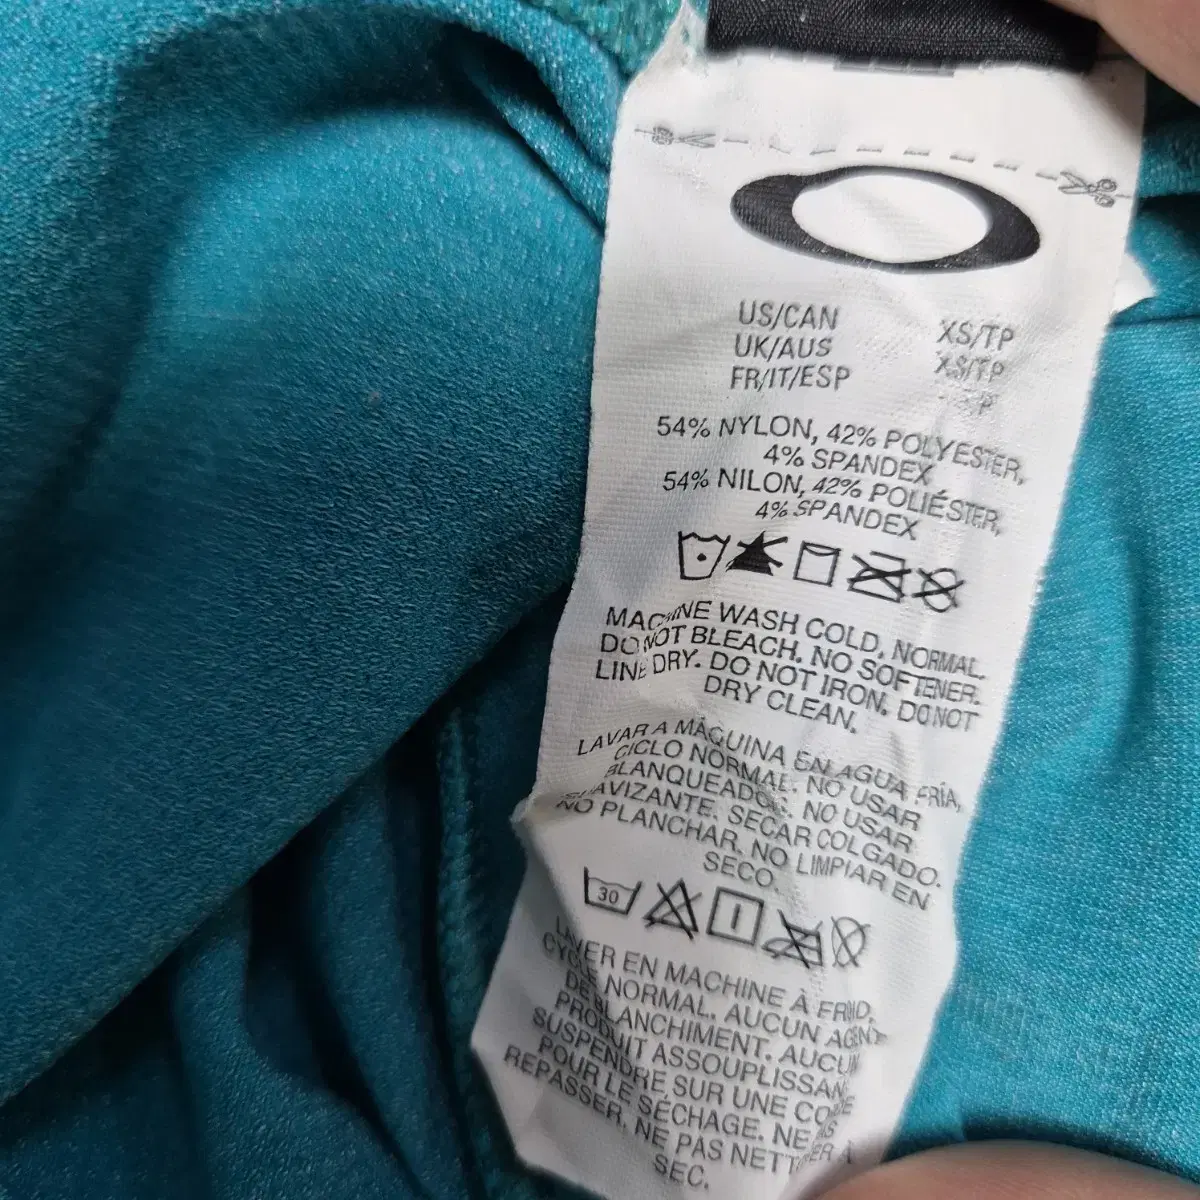 US/CAN XS/TP
UK/AUS XS/TP
FR/IT/ESP P
54% NYLON, 42% POLYESTER,
4% SPANDEX
54% NILON, 42% POLIÉSTER,
4% SPANDEX
MACHINE WASH COLD, NORMAL.
DO NOT BLEACH. NO SOFTENER.
LINE DRY. DO NOT IRON. DO NOT
DRY CLEAN.
LAVAR A MÁQUINA EN AGUA FRÍA,
CICLO NORMAL. NO USAR
BLANQUEADOR. NO USAR
SUAVIZANTE. SECAR COLGADO.
NO PLANCHAR. NO LIMPIAR EN
SECO.
30
LAVER EN MACHINE À FROID,
CYCLE NORMAL. AUCUN AGENT
DE BLANCHIMENT. AUCUN
PRODUIT ASSOUPLISSANT.
SUSPENDRE SUR UNE CORDE
POUR LE SÉCHAGE. NE PAS
REPASSER. NE PAS NETTOYER À
SEC.